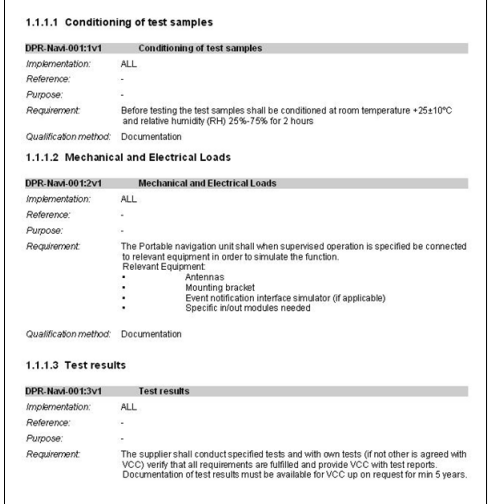 1.1.1.1 Conditioning of test samples
DPR-Navi-001:1v1 Conditioning of test samples
Implementation: ALL
Reference: -
Purpose: -
Requirement: Before testing the test samples shall be conditioned at room temperature +25±10°C
and relative humidity (RH) 25%-75% for 2 hours
Qualification method: Documentation
1.1.1.2 Mechanical and Electrical Loads
DPR-Navi-001:2v1 Mechanical and Electrical Loads
Implementation: ALL
Reference: -
Purpose: -
Requirement: The Portable navigation unit shall when supervised operation is specified be connected
to relevant equipment in order to simulate the function.
Relevant Equipment:
• Antennas
• Mounting bracket
• Event notification interface simulator (if applicable)
• Specific in/out modules needed
Qualification method: Documentation
1.1.1.3 Test results
DPR-Navi-001:3v1 Test results
Implementation: ALL
Reference: -
Purpose: -
Requirement: The supplier shall conduct specified tests and with own tests (if not other is agreed with
VCC) verify that all requirements are fulfilled and provide VCC with test reports.
Documentation of test results must be available for VCC up on request for min 5 years.